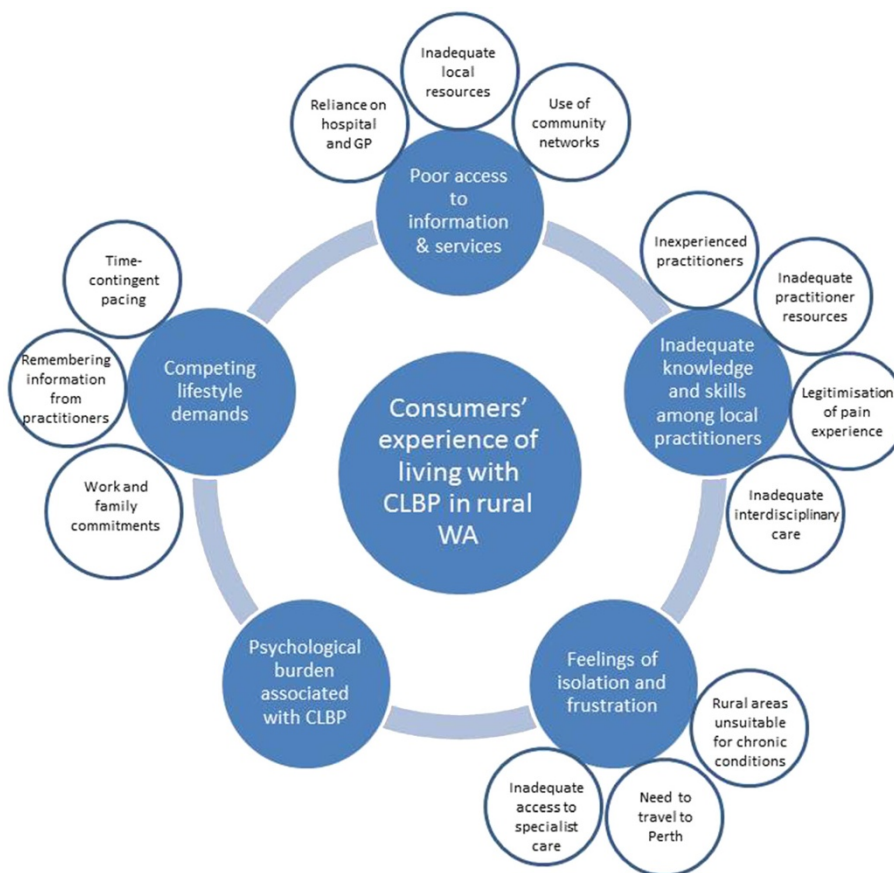 Inadequate
local
resources
Reliance on
hospital
and GP
Use of
community
networks
Poor access
to
information
& services
Inexperienced
practitioners
Inadequate
practitioner
resources
Legitimisation
of pain
experience
Inadequate
interdisciplinary
care
Inadequate
knowledge
and skills
among local
practitioners
Time-
contingent
pacing
Remembering
information
from
practitioners
Work and
family
commitments
Competing
lifestyle
demands
Consumers’
experience of
living with
CLBP in rural
WA
Psychological
burden
associated
with CLBP
Feelings of
isolation and
frustration
Rural areas
unsuitable
for chronic
conditions
Need to
travel to
Perth
Inadequate
access to
specialist
care